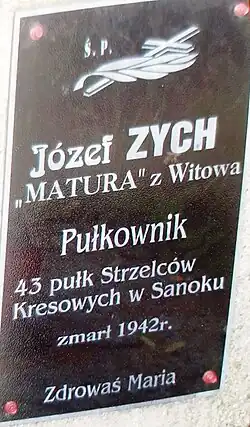 Ś. P.
Józef ZYCH
„MATURA" z Witowa
Pułkownik
43 pułk Strzelców
Kresowych w Sanoku
zmarł 1942r.
Zdrowaś Maria